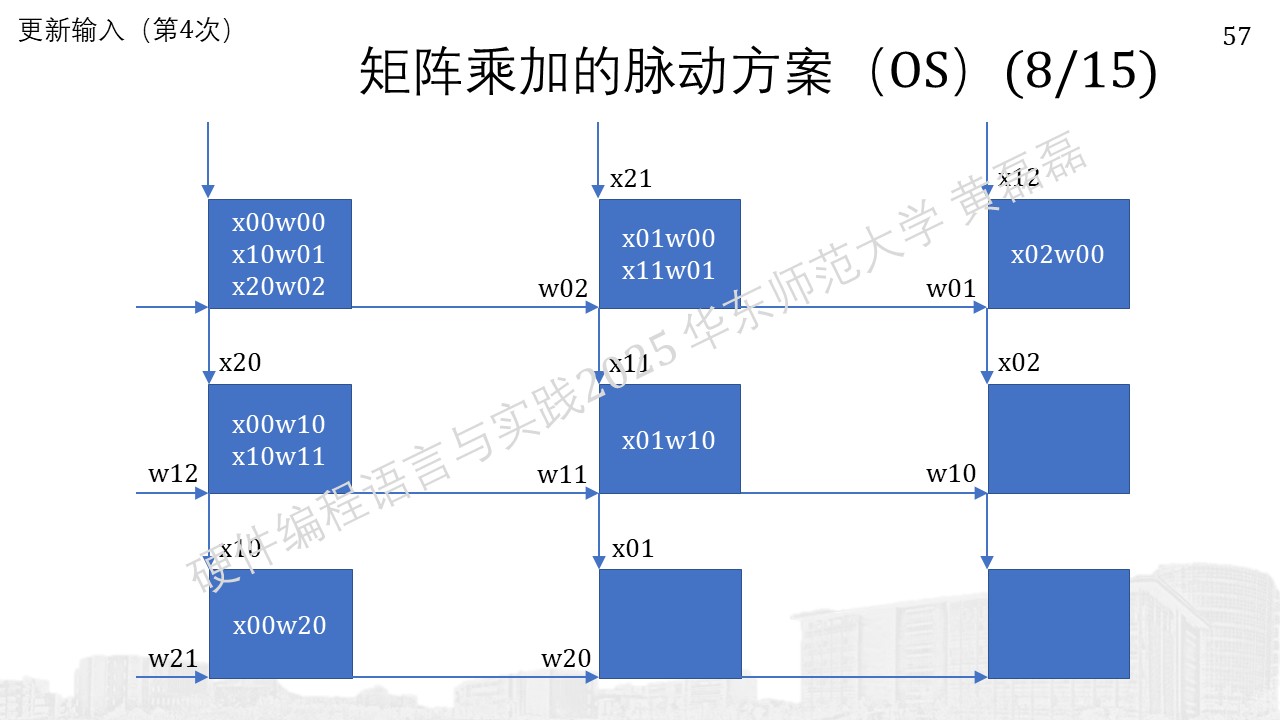 更新输入（第4次）
57
矩阵乘加的脉动方案（OS）(8/15)
x21
x12
x00w00
x10w01
x20w02
x01w00
x11w01
x02w00
w02
w01
x20
x11
x02
x00w10
x10w11
x01w10
w12
w11
w10
x10
x01
x00w20
w21
w20
硬件编程语言与实践2025 华东师范大学 黄磊磊